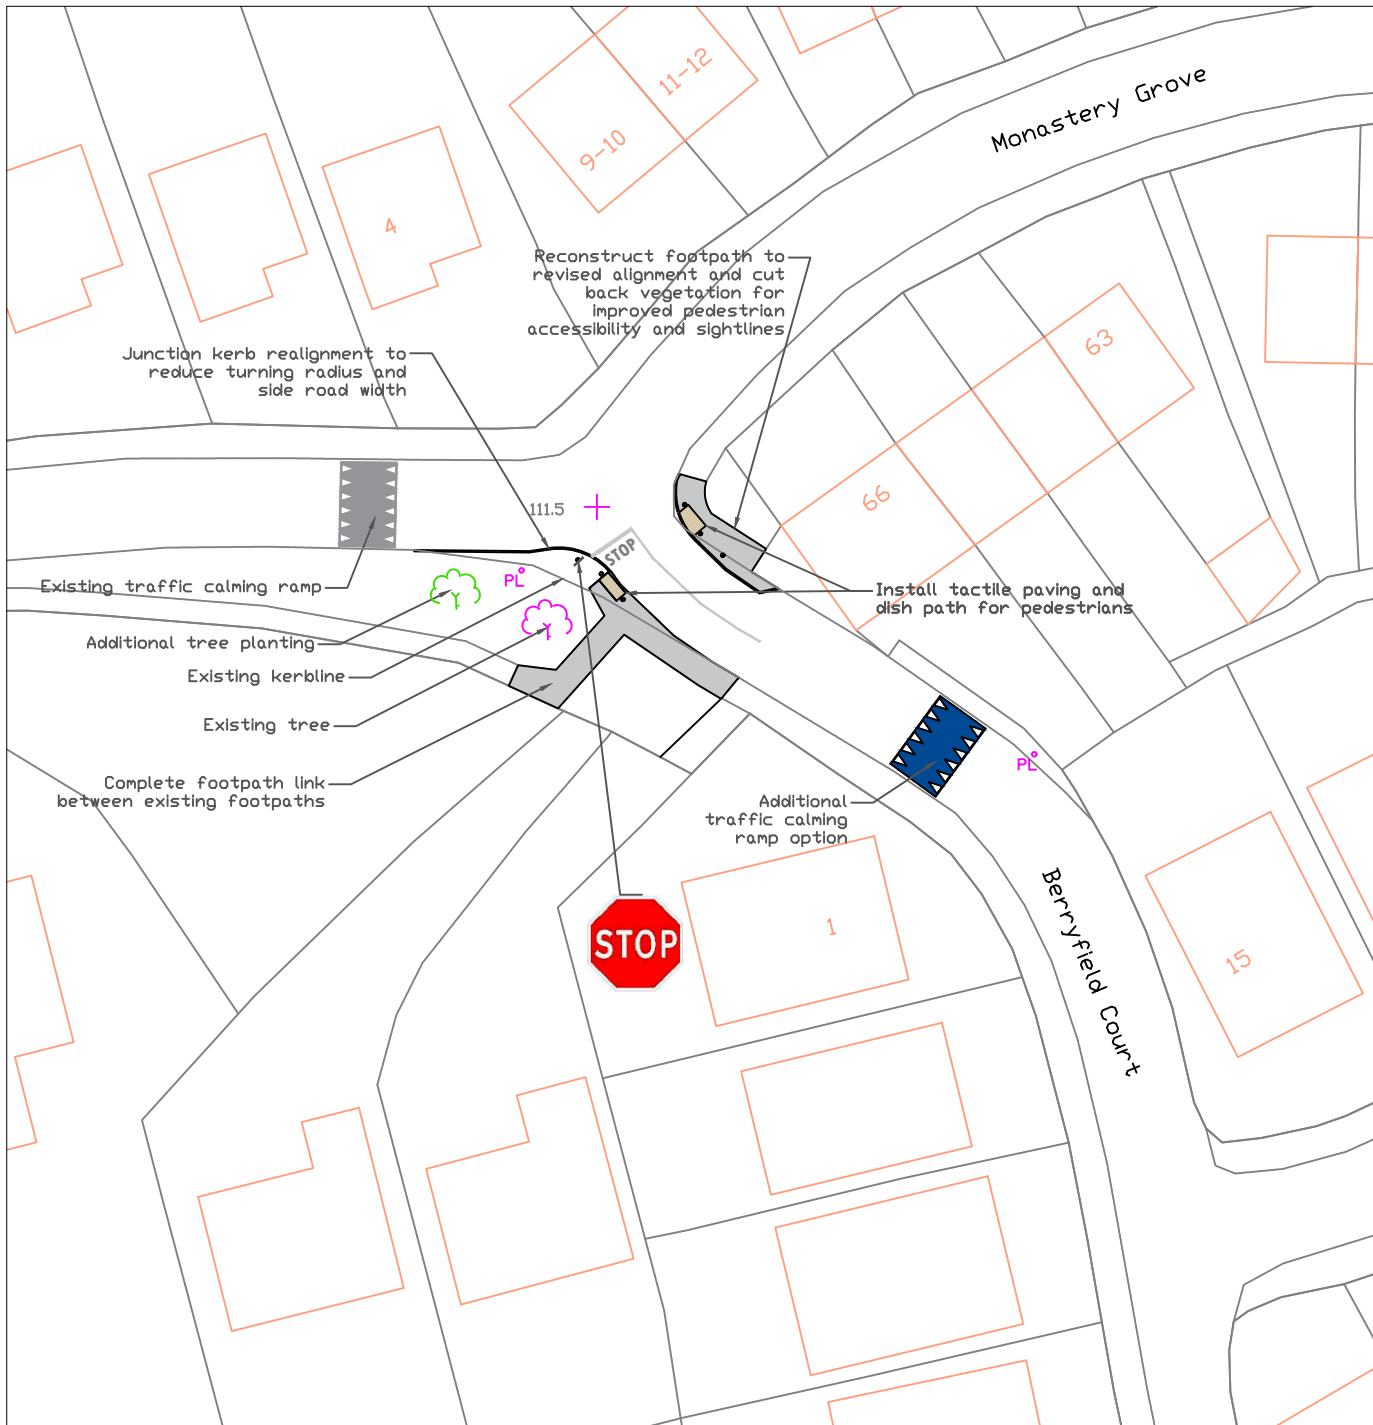 11-12
Monastery Grove
9-10
4
Reconstruct footpath to
revised alignment and cut
back vegetation for
improved pedestrian
accessibility and sightlines
63
Junction kerb realignment to
reduce turning radius and
side road width
66
111.5
STOP
PL
Existing traffic calming ramp
Install tactile paving and
dish path for pedestrians
Additional tree planting
Existing kerbline
Existing tree
PL
Complete footpath link
between existing footpaths
Additional
traffic calming
ramp option
Berryfield Court
1
STOP
15